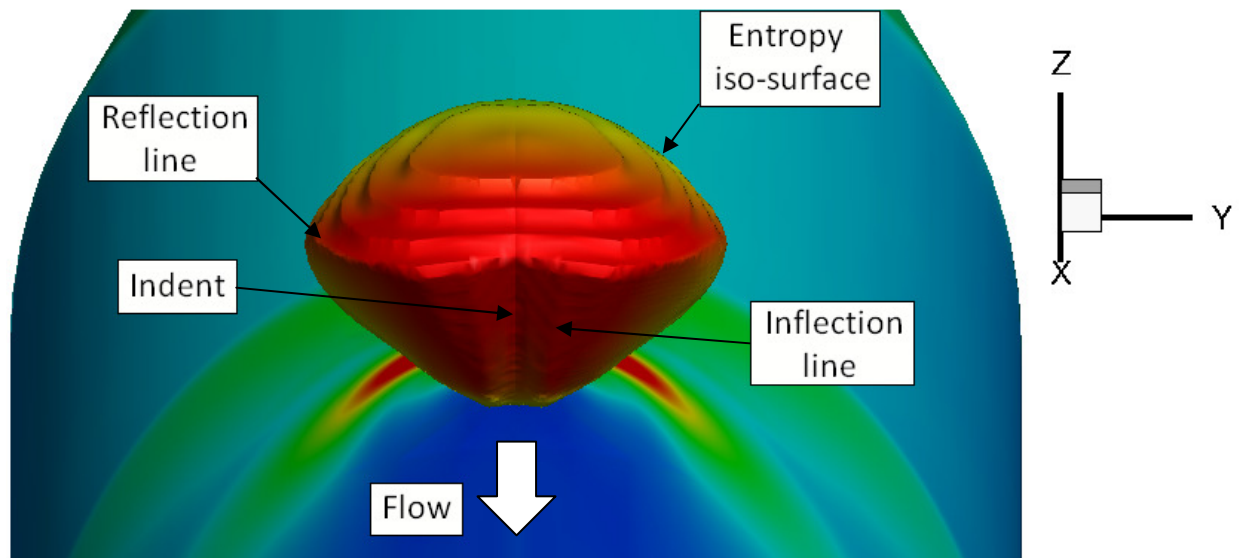 Entropy
iso-surface
Reflection
line
Indent
Inflection
line
Flow
Z
Y
X